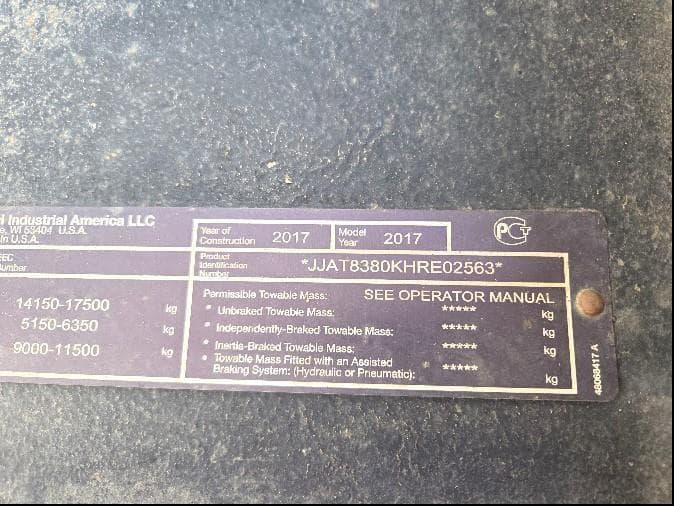 Industrial America LLC
WI 53404 U.S.A.
in U.S.A.
Year of Construction 2017
Model Year 2017
EEC
Number
Product Identification Number *JJAT8380KHRE02563*
14150-17500 kg
5150-6350 kg
9000-11500 kg
Permissible Towable Mass: SEE OPERATOR MANUAL
* Unbraked Towable Mass: ***** kg
* Independently-Braked Towable Mass: ***** kg
* Inertia-Braked Towable Mass: ***** kg
* Towable Mass Fitted with an Assisted
Braking System: (Hydraulic or Pneumatic): ***** kg
PCT
48068417 A